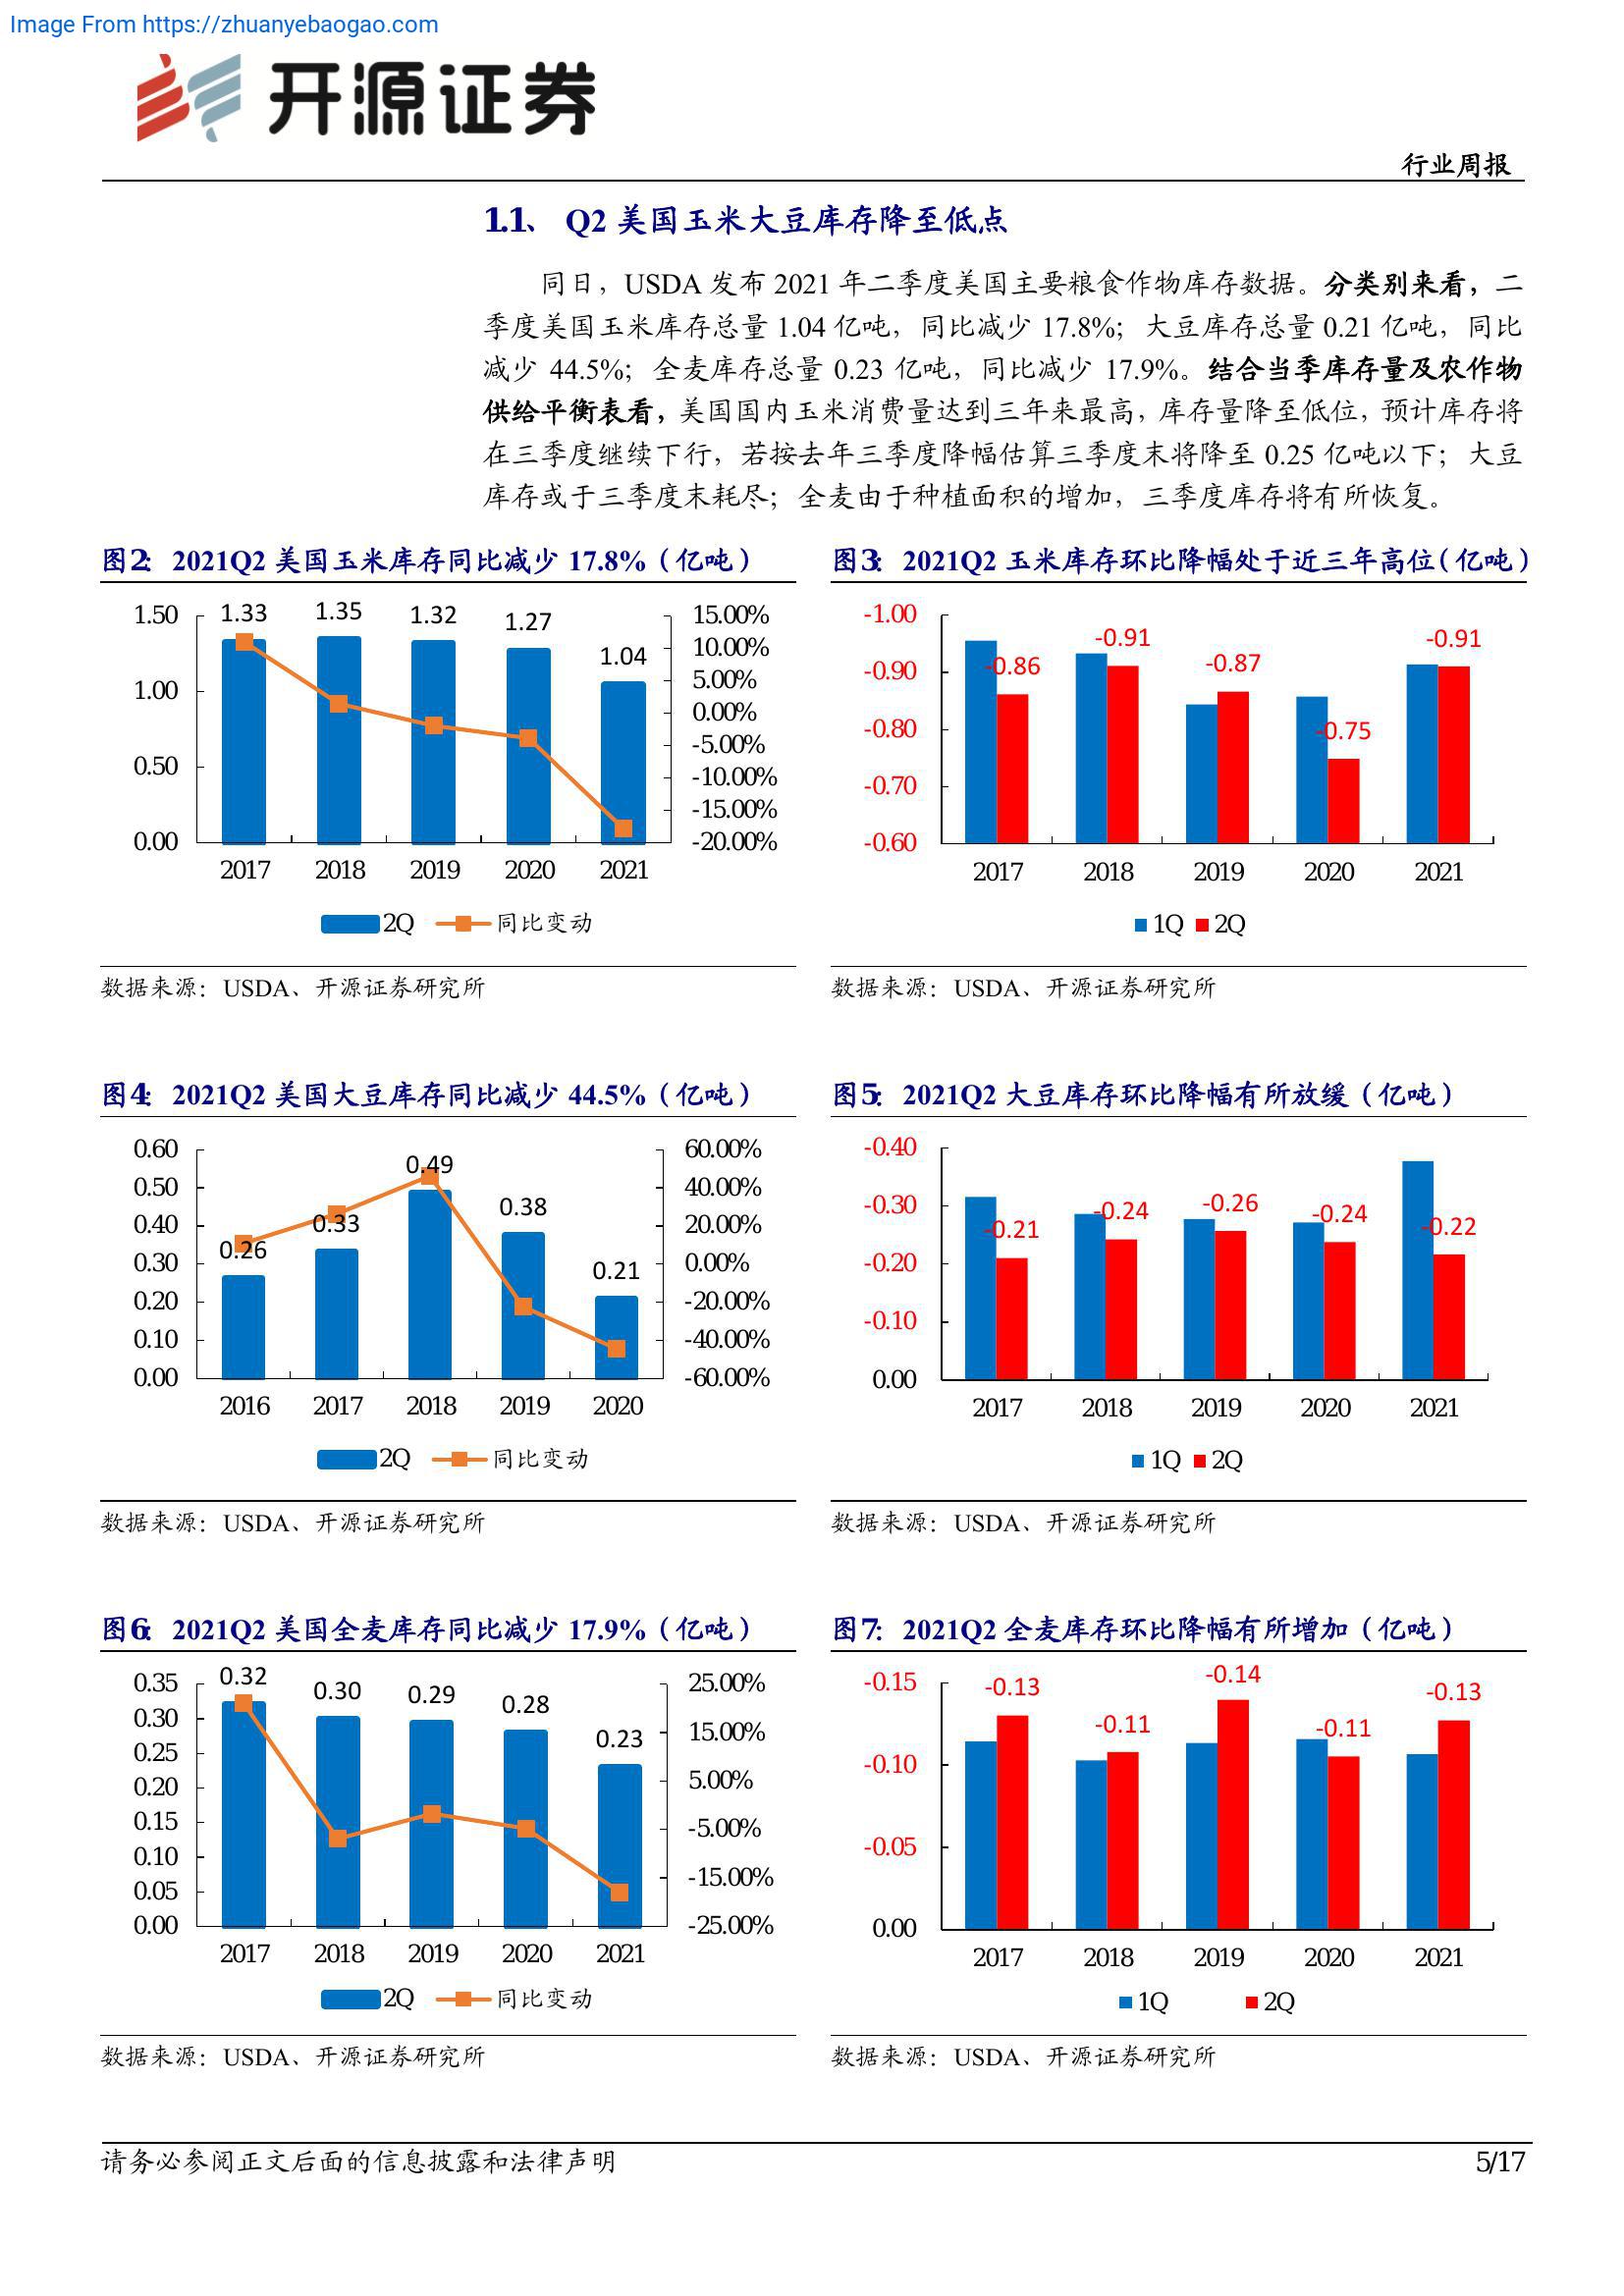 Image From https://zhuanyebaogao.com
开源证券
行业周报
1.1、 Q2 美国玉米大豆库存降至低点
同日，USDA 发布 2021 年二季度美国主要粮食作物库存数据。分类别来看，二
季度美国玉米库存总量 1.04 亿吨，同比减少 17.8%；大豆库存总量 0.21 亿吨，同比
减少 44.5%；全麦库存总量 0.23 亿吨，同比减少 17.9%。结合当季库存量及农作物
供给平衡表看，美国国内玉米消费量达到三年来最高，库存量降至低位，预计库存将
在三季度继续下行，若按去年三季度降幅估算三季度末将降至 0.25 亿吨以下；大豆
库存或于三季度末耗尽；全麦由于种植面积的增加，三季度库存将有所恢复。
图2： 2021Q2 美国玉米库存同比减少 17.8%（亿吨）
1.50
1.00
0.50
0.00
1.33
1.35
1.32
1.27
1.04
15.00%
10.00%
5.00%
0.00%
-5.00%
-10.00%
-15.00%
-20.00%
2017 2018 2019 2020 2021
2Q 同比变动
数据来源：USDA、开源证券研究所
图3： 2021Q2 玉米库存环比降幅处于近三年高位（亿吨）
-1.00
-0.90
-0.80
-0.70
-0.60
-0.86
-0.91
-0.87
-0.75
-0.91
2017 2018 2019 2020 2021
1Q 2Q
数据来源：USDA、开源证券研究所
图4： 2021Q2 美国大豆库存同比减少 44.5%（亿吨）
0.60
0.50
0.40
0.30
0.20
0.10
0.00
0.26
0.33
0.49
0.38
0.21
60.00%
40.00%
20.00%
0.00%
-20.00%
-40.00%
-60.00%
2016 2017 2018 2019 2020
2Q 同比变动
数据来源：USDA、开源证券研究所
图5： 2021Q2 大豆库存环比降幅有所放缓（亿吨）
-0.40
-0.30
-0.20
-0.10
0.00
-0.21
-0.24
-0.26
-0.24
-0.22
2017 2018 2019 2020 2021
1Q 2Q
数据来源：USDA、开源证券研究所
图6： 2021Q2 美国全麦库存同比减少 17.9%（亿吨）
0.35
0.30
0.25
0.20
0.15
0.10
0.05
0.00
0.32
0.30
0.29
0.28
0.23
25.00%
15.00%
5.00%
-5.00%
-15.00%
-25.00%
2017 2018 2019 2020 2021
2Q 同比变动
数据来源：USDA、开源证券研究所
图7： 2021Q2 全麦库存环比降幅有所增加（亿吨）
-0.15
-0.10
-0.05
0.00
-0.13
-0.11
-0.14
-0.11
-0.13
2017 2018 2019 2020 2021
1Q 2Q
数据来源：USDA、开源证券研究所
请务必参阅正文后面的信息披露和法律声明
5/17